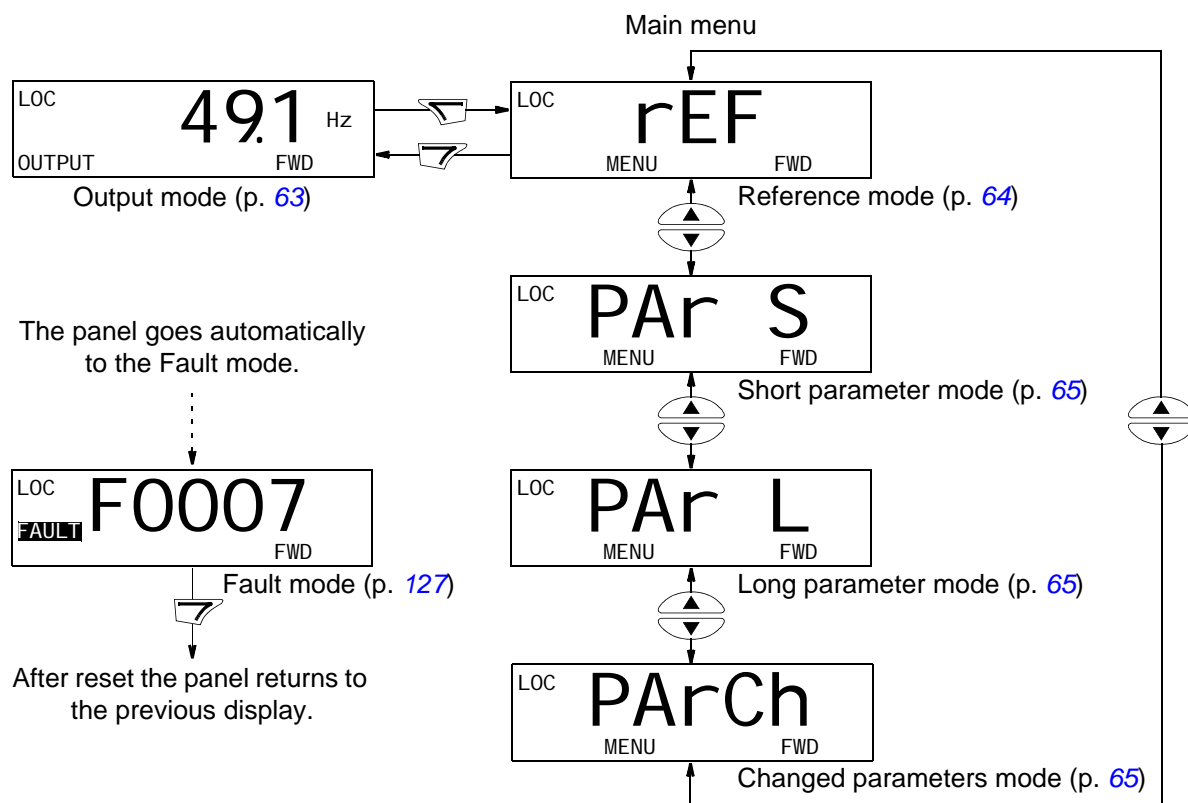 Main menu
LOC
49.1 Hz
OUTPUT FWD
Output mode (p. 63)
LOC
rEF
MENU FWD
Reference mode (p. 64)
LOC
PAr S
MENU FWD
Short parameter mode (p. 65)
The panel goes automatically
to the Fault mode.
LOC
F0007
FAULT
FWD
Fault mode (p. 127)
After reset the panel returns to
the previous display.
LOC
PAr L
MENU FWD
Long parameter mode (p. 65)
LOC
PArCh
MENU FWD
Changed parameters mode (p. 65)